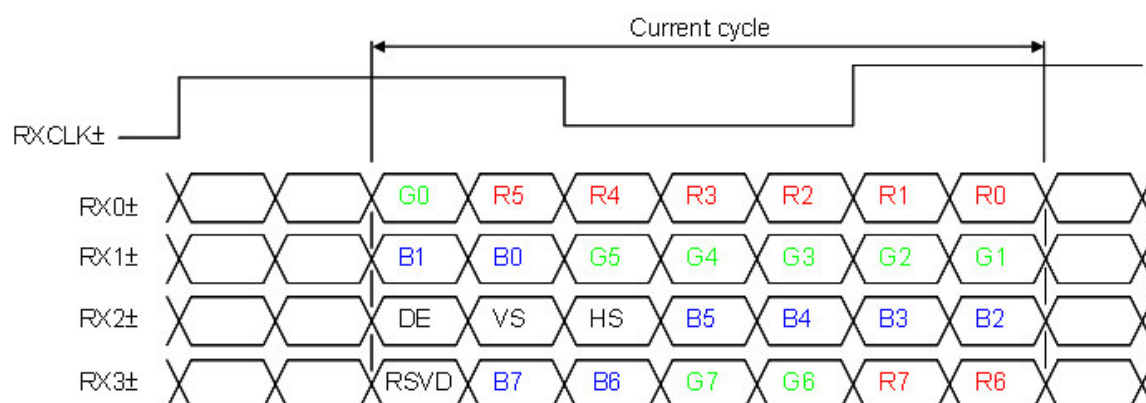 Current cycle
RXCLK±
RX0± G0 R5 R4 R3 R2 R1 R0
RX1± B1 B0 G5 G4 G3 G2 G1
RX2± DE VS HS B5 B4 B3 B2
RX3± RSVD B7 B6 G7 G6 R7 R6